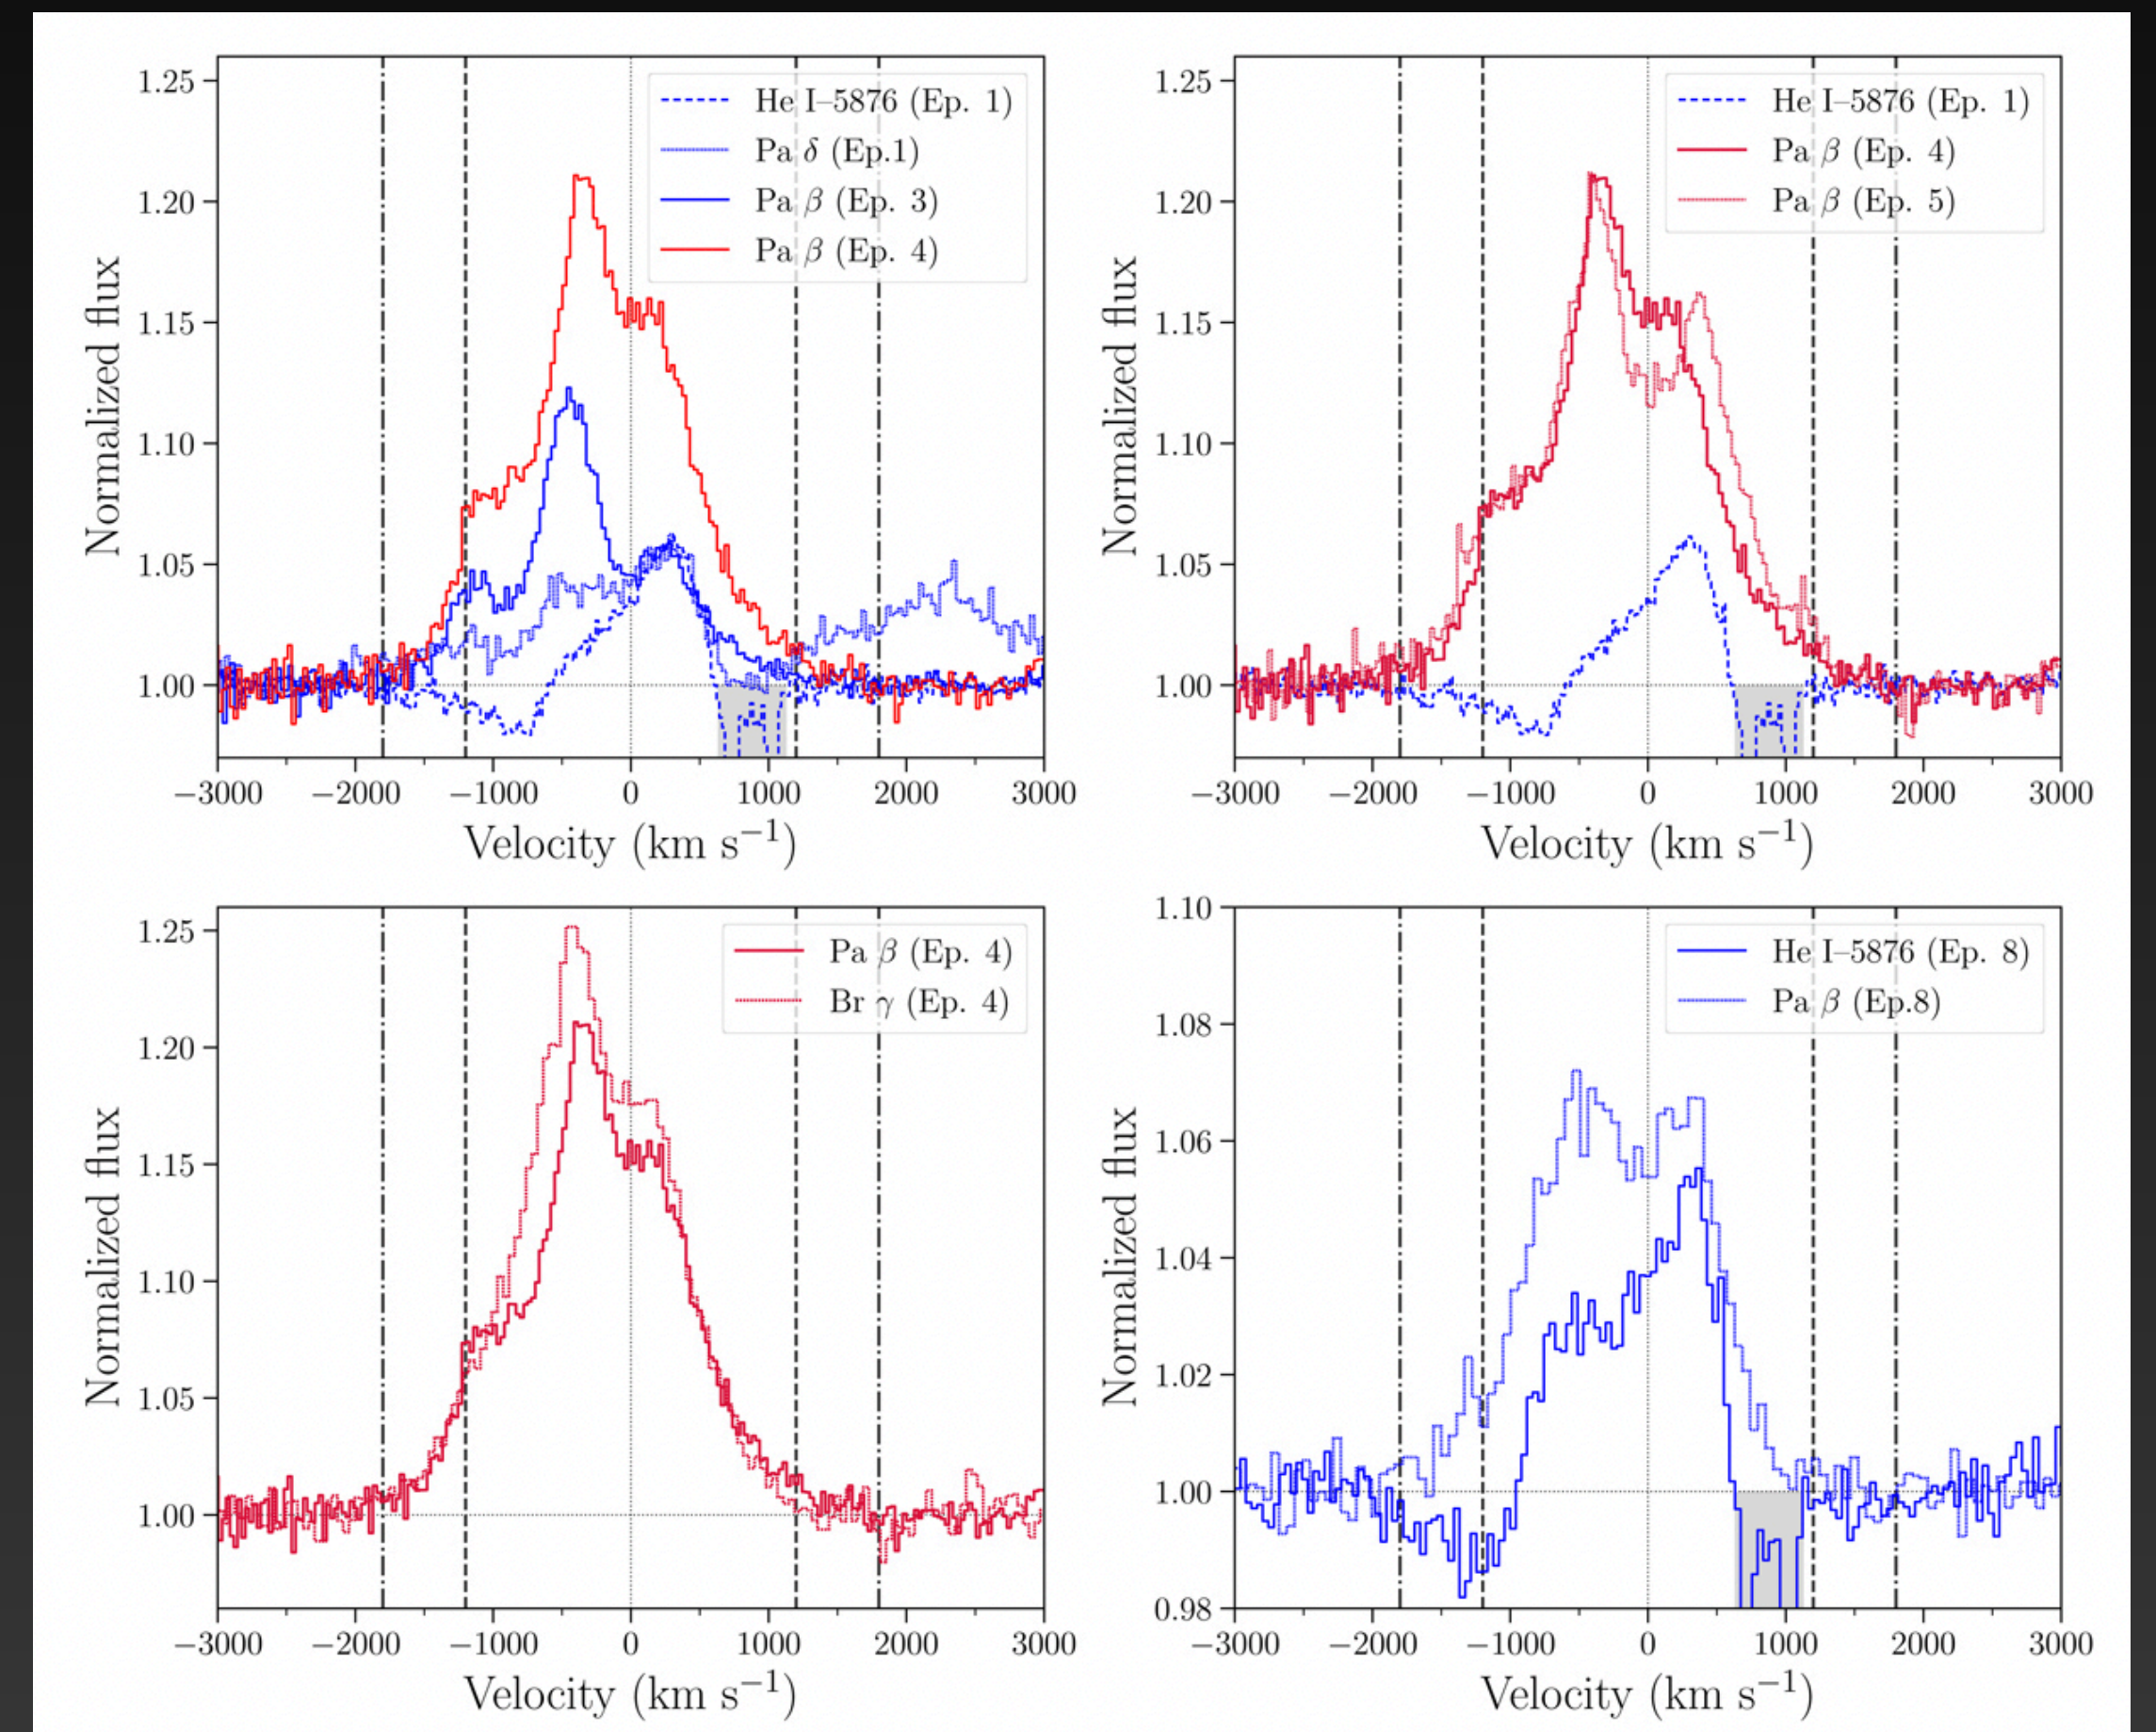 1.25
1.20
1.15
1.10
1.05
1.00
Normalized flux
He I–5876 (Ep. 1)
Pa δ (Ep.1)
Pa β (Ep. 3)
Pa β (Ep. 4)
−3000 −2000 −1000 0 1000 2000 3000
Velocity (km s−1)
1.25
1.20
1.15
1.10
1.05
1.00
Normalized flux
He I–5876 (Ep. 1)
Pa β (Ep. 4)
Pa β (Ep. 5)
−3000 −2000 −1000 0 1000 2000 3000
Velocity (km s−1)
1.25
1.20
1.15
1.10
1.05
1.00
Normalized flux
Pa β (Ep. 4)
Br γ (Ep. 4)
−3000 −2000 −1000 0 1000 2000 3000
Velocity (km s−1)
1.10
1.08
1.06
1.04
1.02
1.00
0.98
Normalized flux
He I–5876 (Ep. 8)
Pa β (Ep.8)
−3000 −2000 −1000 0 1000 2000 3000
Velocity (km s−1)